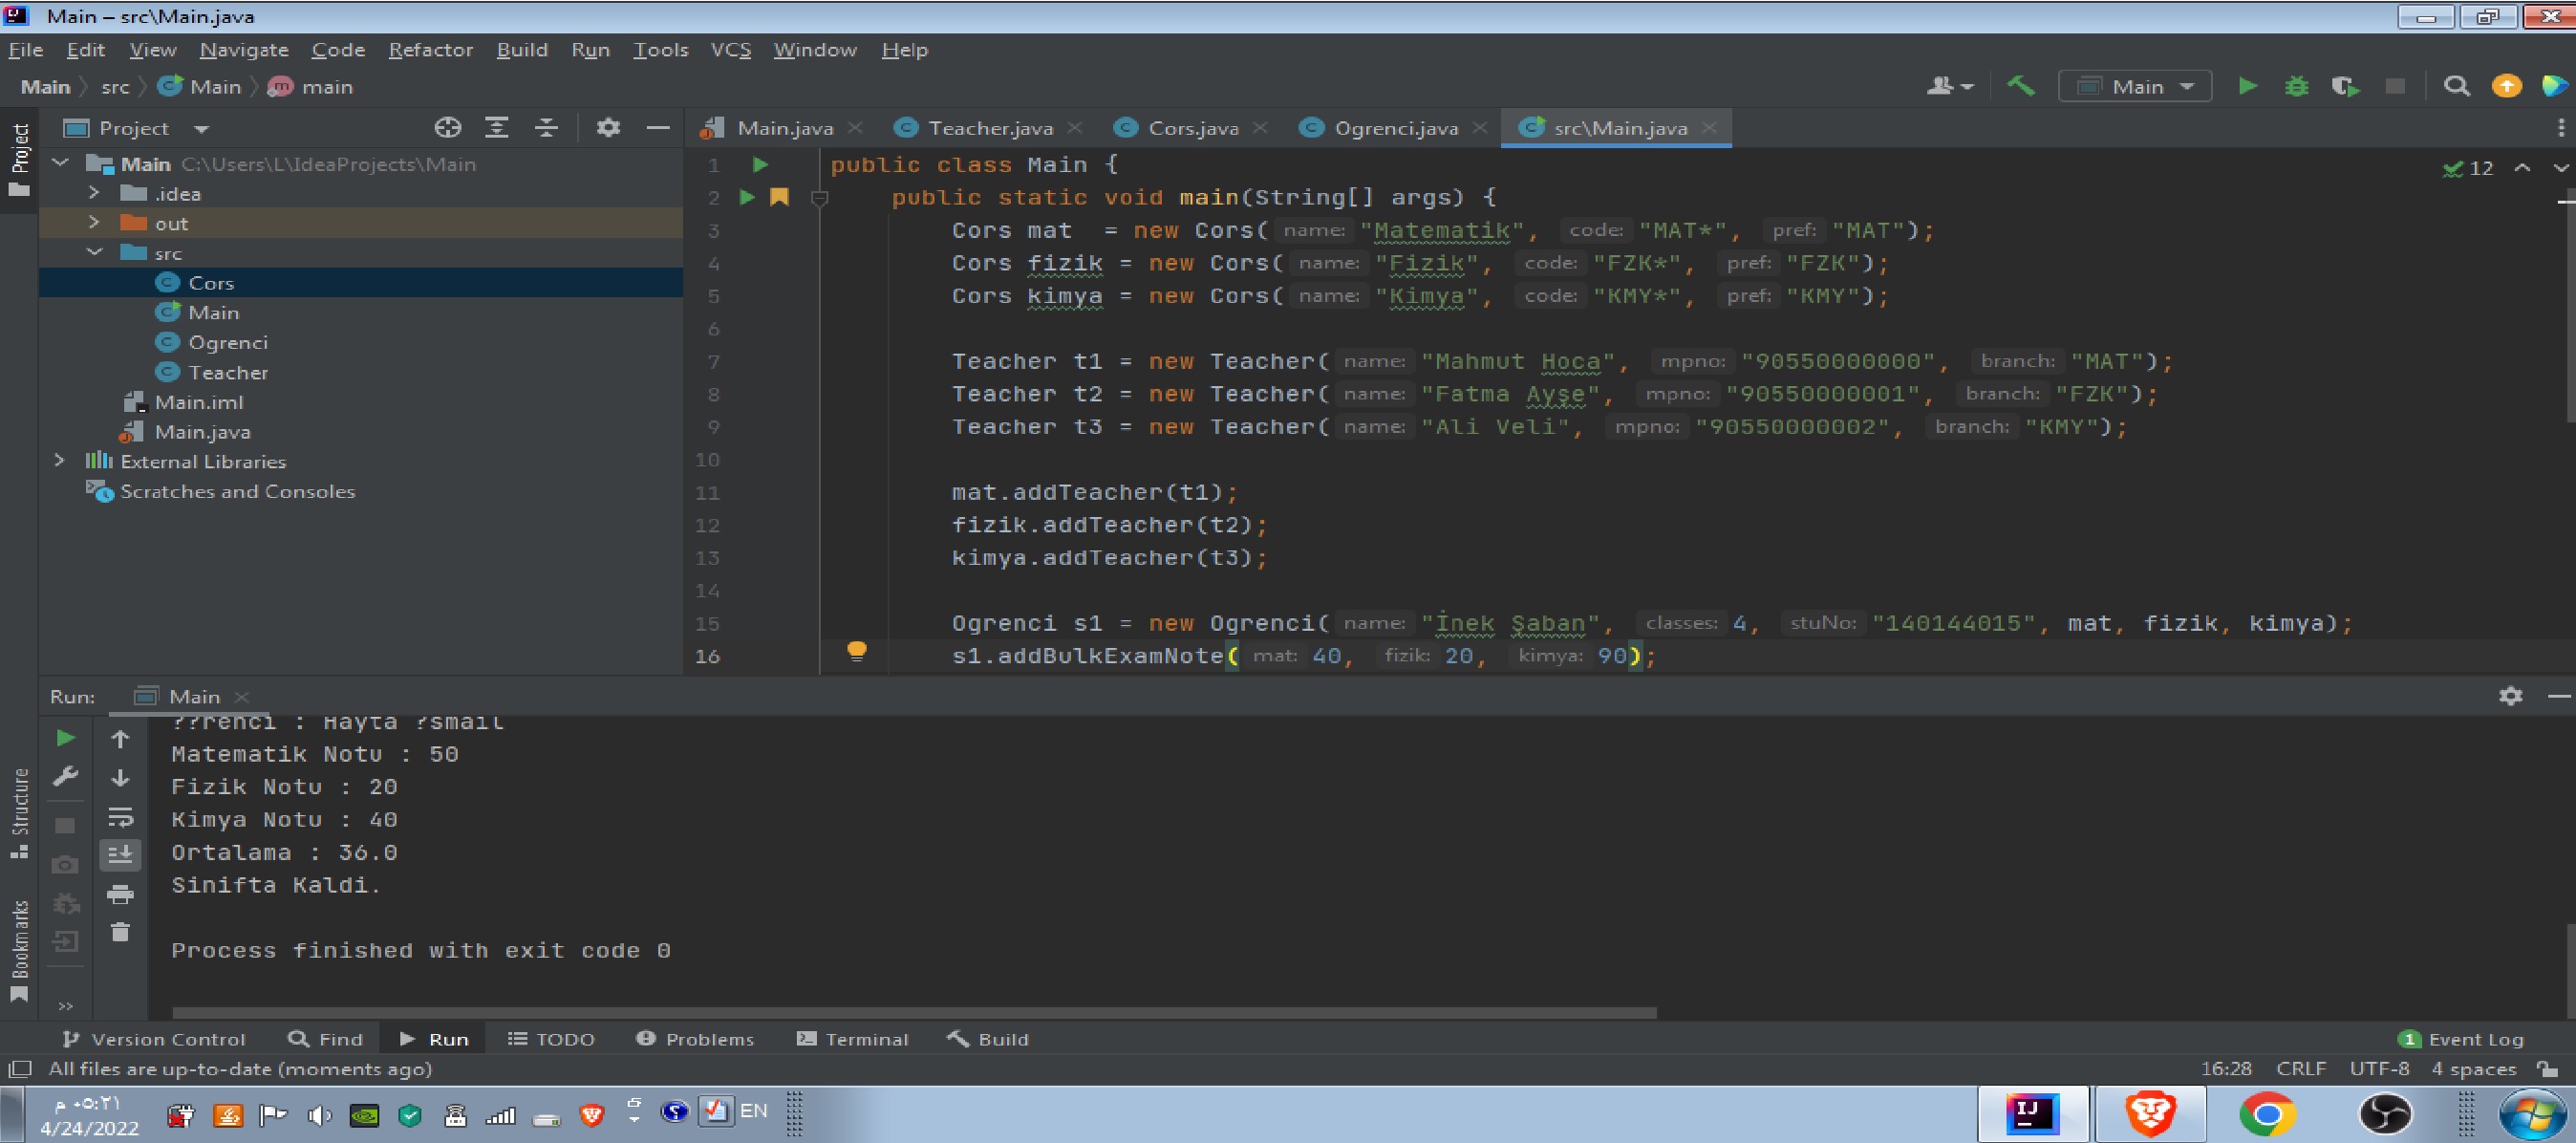 Main – src\Main.java
File Edit View Navigate Code Refactor Build Run Tools VCS Window Help
Main src Main main
Main
Project
Main.java Teacher.java Cors.java Ogrenci.java src\Main.java
Project
Main C:\Users\L\IdeaProjects\Main
.idea
out
src
Cors
Main
Ogrenci
Teacher
Main.iml
Main.java
External Libraries
Scratches and Consoles
12
1 public class Main {
2 public static void main(String[] args) {
3 Cors mat = new Cors( name: "Matematik", code: "MAT*", pref: "MAT");
4 Cors fizik = new Cors( name: "Fizik", code: "FZK*", pref: "FZK");
5 Cors kimya = new Cors( name: "Kimya", code: "KMY*", pref: "KMY");
6
7 Teacher t1 = new Teacher( name: "Mahmut Hoca", mpno: "90550000000", branch: "MAT");
8 Teacher t2 = new Teacher( name: "Fatma Ayşe", mpno: "90550000001", branch: "FZK");
9 Teacher t3 = new Teacher( name: "Ali Veli", mpno: "90550000002", branch: "KMY");
10
11 mat.addTeacher(t1);
12 fizik.addTeacher(t2);
13 kimya.addTeacher(t3);
14
15 Ogrenci s1 = new Ogrenci( name: "İnek Şaban", classes: 4, stuNo: "140144015", mat, fizik, kimya);
16 s1.addBulkExamNote( mat: 40, fizik: 20, kimya: 90);
Run: Main
??renci : Hayta ?smail
Matematik Notu : 50
Fizik Notu : 20
Kimya Notu : 40
Ortalama : 36.0
Sinifta Kaldi.
Process finished with exit code 0
Structure
Bookmarks
Version Control Find Run TODO Problems Terminal Build 1 Event Log
All files are up-to-date (moments ago) 16:28 CRLF UTF-8 4 spaces
٠٥:٢١ م
4/24/2022
EN
IJ